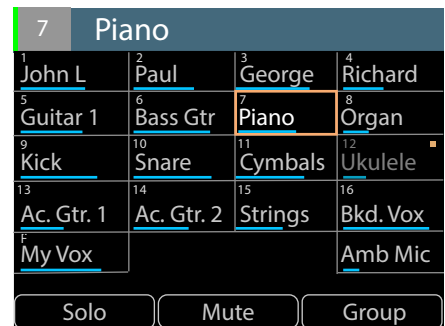 7 Piano
1 2 3 4
John L Paul George Richard
5 6 7 8
Guitar 1 Bass Gtr Piano Organ
9 10 11 12
Kick Snare Cymbals Ukulele
13 14 15 16
Ac. Gtr. 1 Ac. Gtr. 2 Strings Bkd. Vox
F
My Vox Amb Mic
Solo Mute Group